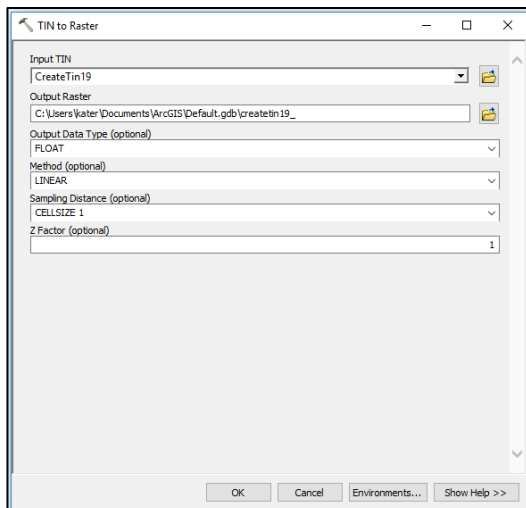 TIN to Raster
Input TIN
CreateTin19
Output Raster
C:\Users\kater\Documents\ArcGIS\Default.gdb\createtin19_
Output Data Type (optional)
FLOAT
Method (optional)
LINEAR
Sampling Distance (optional)
CELLSIZE 1
Z Factor (optional)
1
OK Cancel Environments... Show Help >>